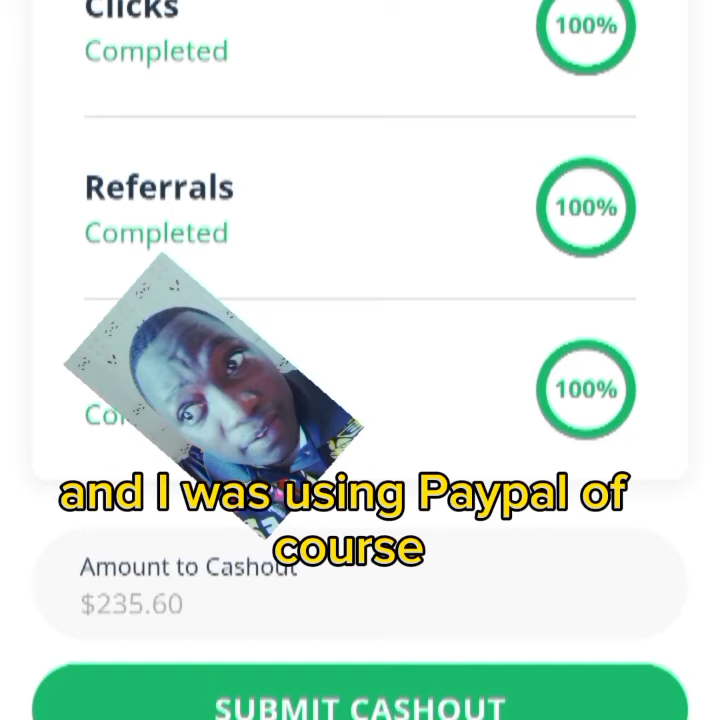 Clicks
100%
Completed
Referrals
100%
Completed
100%
and I was using Paypal of
course
Amount to Cashout
$235.60
SUBMIT CASHOUT